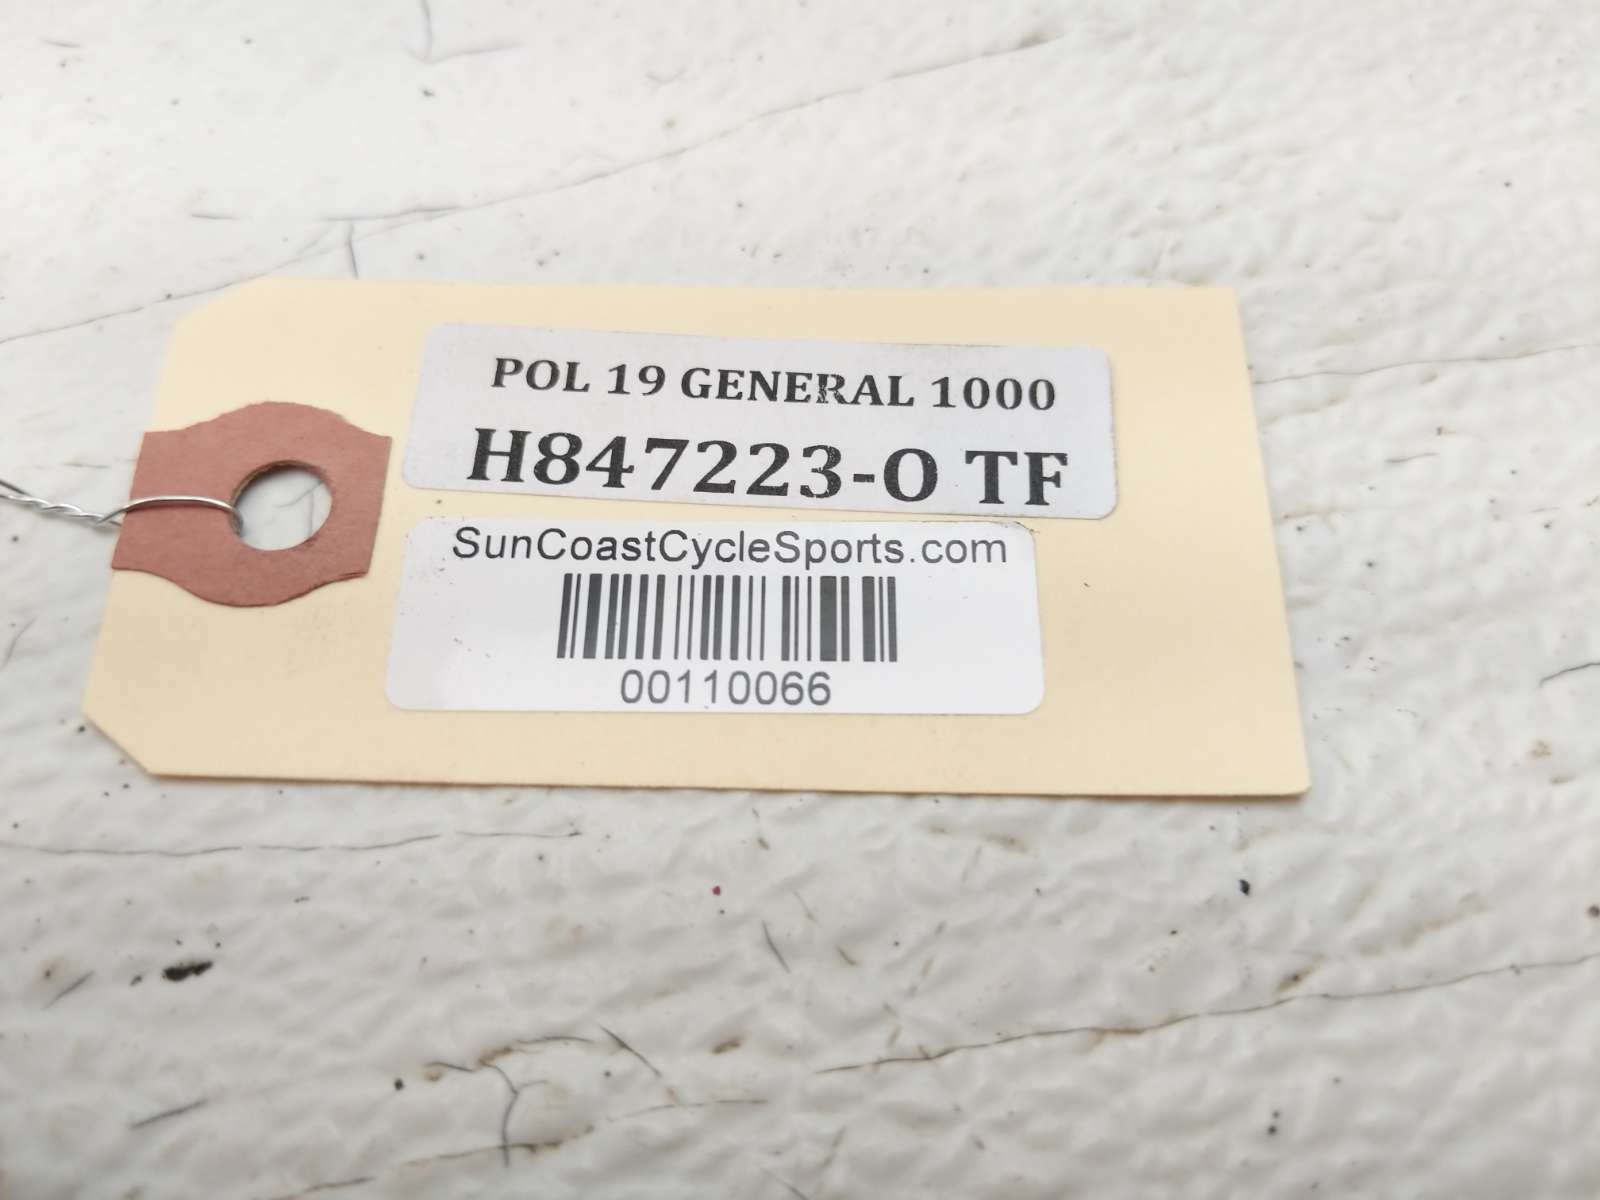 POL 19 GENERAL 1000
H847223-O TF
SunCoastCycleSports.com
00110066